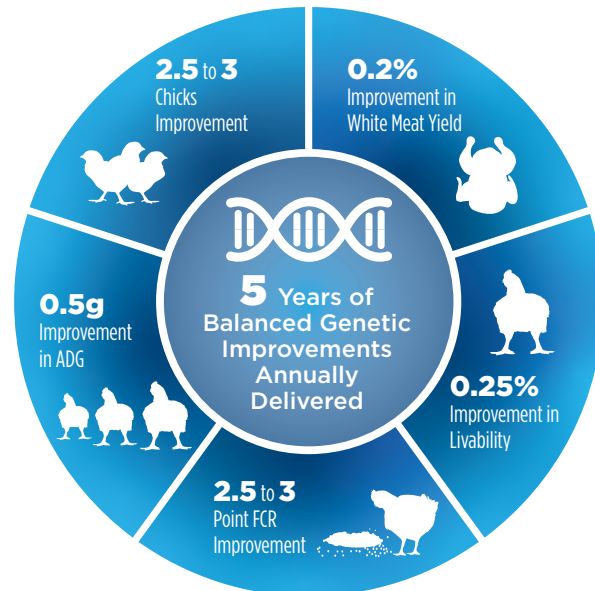 2.5 to 3
Chicks
Improvement
0.2%
Improvement in
White Meat Yield
0.5g
Improvement
in ADG
5 Years of
Balanced Genetic
Improvements
Annually
Delivered
0.25%
Improvement in
Livability
2.5 to 3
Point FCR
Improvement